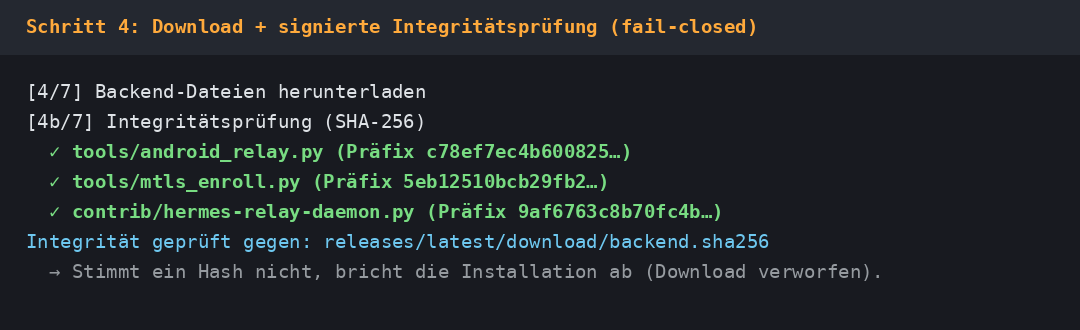 Schritt 4: Download + signierte Integritätsprüfung (fail-closed)
[4/7] Backend-Dateien herunterladen
[4b/7] Integritätsprüfung (SHA-256)
✓ tools/android_relay.py (Präfix c78ef7ec4b600825…)
✓ tools/mtls_enroll.py (Präfix 5eb12510bcb29fb2…)
✓ contrib/hermes-relay-daemon.py (Präfix 9af6763c8b70fc4b…)
Integrität geprüft gegen: releases/latest/download/backend.sha256
→ Stimmt ein Hash nicht, bricht die Installation ab (Download verworfen).